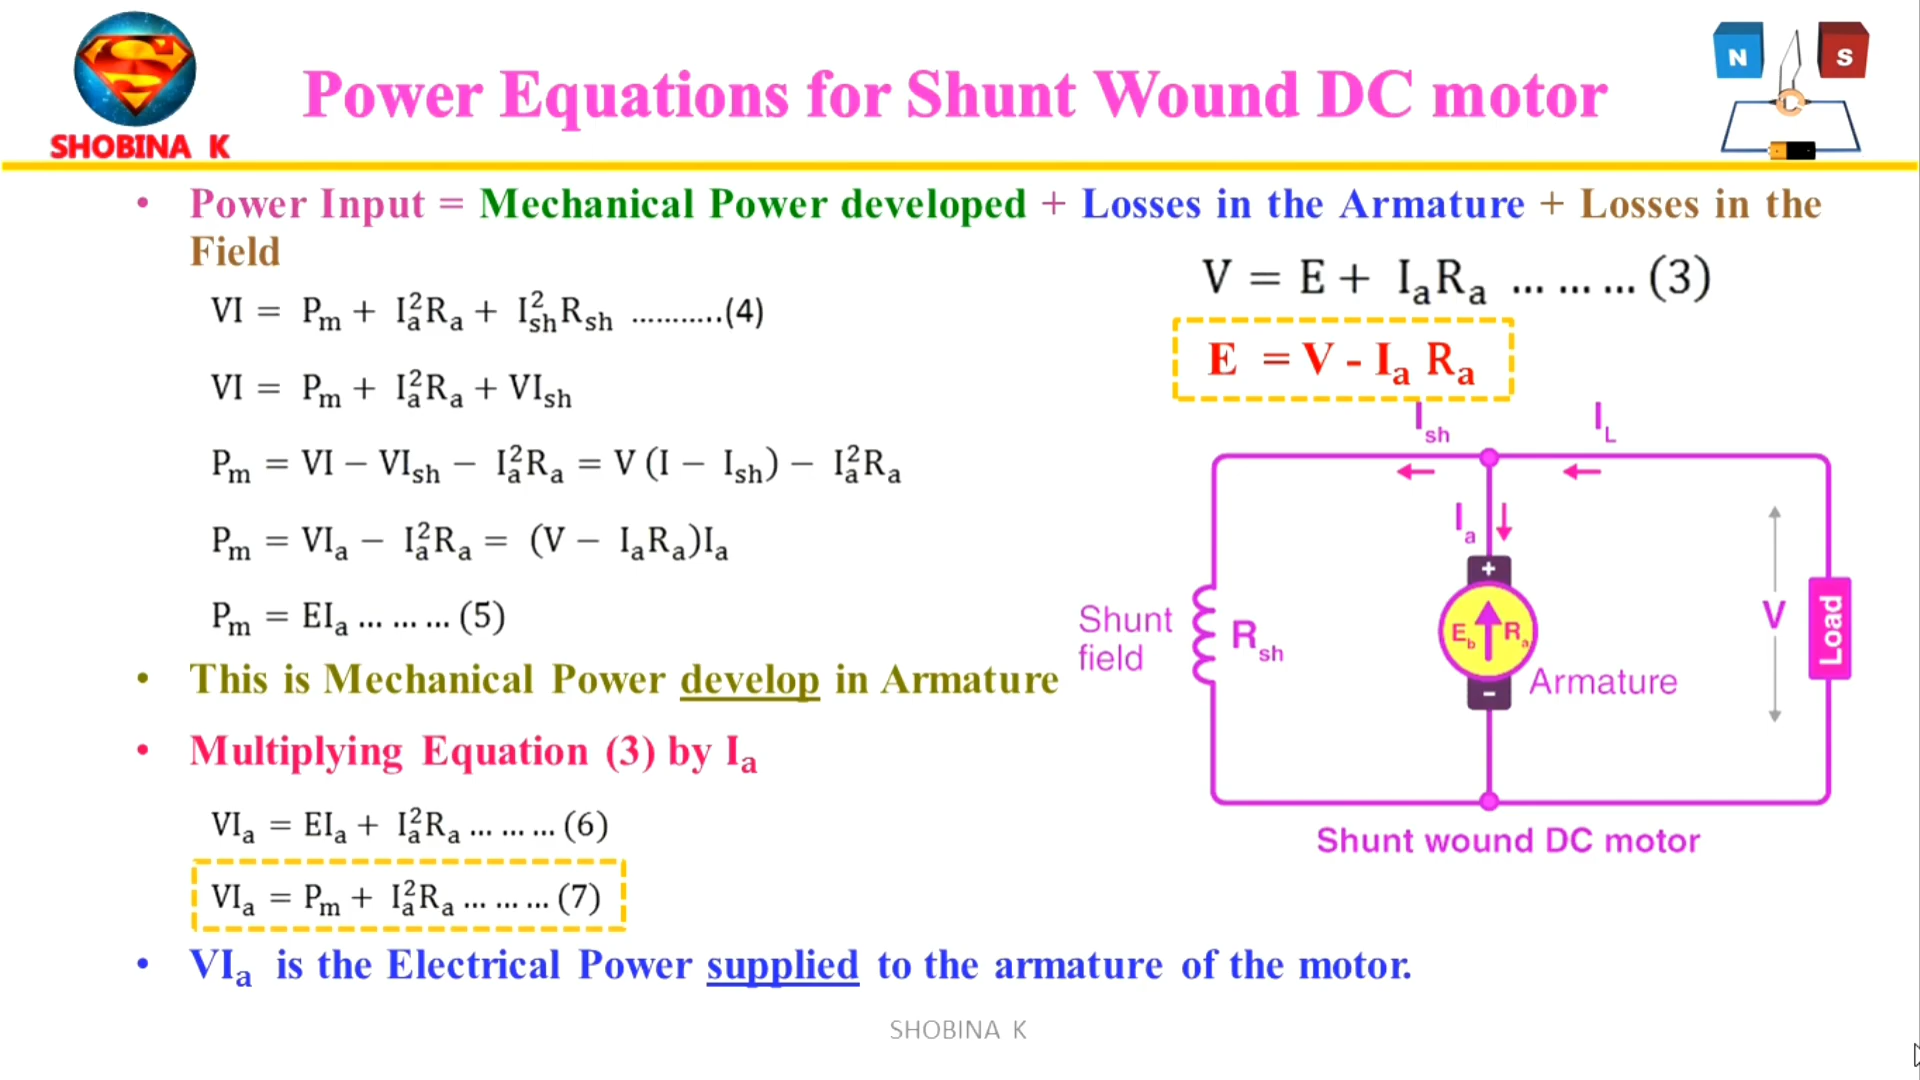 SHOBINA K
Power Equations for Shunt Wound DC motor
N S
C
• Power Input = Mechanical Power developed + Losses in the Armature + Losses in the
Field
VI = Pₘ + Iₐ²Rₐ + Iₛₕ²Rₛₕ ...........(4)
VI = Pₘ + Iₐ²Rₐ + VIₛₕ
Pₘ = VI − VIₛₕ − Iₐ²Rₐ = V (I − Iₛₕ) − Iₐ²Rₐ
Pₘ = VIₐ − Iₐ²Rₐ = (V − IₐRₐ)Iₐ
Pₘ = EIₐ ... ... ... (5)
• This is Mechanical Power develop in Armature
• Multiplying Equation (3) by Iₐ
VIₐ = EIₐ + Iₐ²Rₐ ... ... ... (6)
VIₐ = Pₘ + Iₐ²Rₐ ... ... ... (7)
• VIₐ is the Electrical Power supplied to the armature of the motor.
V = E + IₐRₐ ... ... ... (3)
E = V - Iₐ Rₐ
Iₛₕ
I_L
Iₐ
+
Shunt
field
Rₛₕ
E_b Rₐ
-
Armature
V
Load
Shunt wound DC motor
SHOBINA K